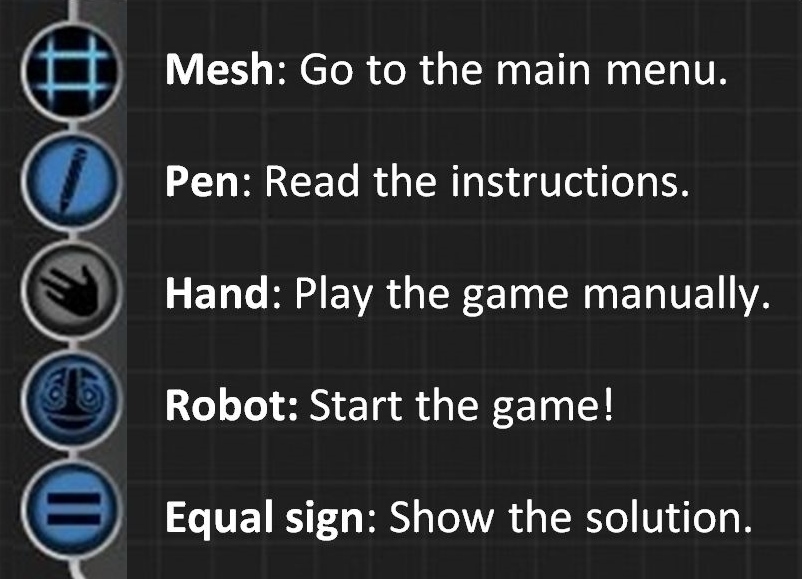 Mesh: Go to the main menu.
Pen: Read the instructions.
Hand: Play the game manually.
Robot: Start the game!
Equal sign: Show the solution.